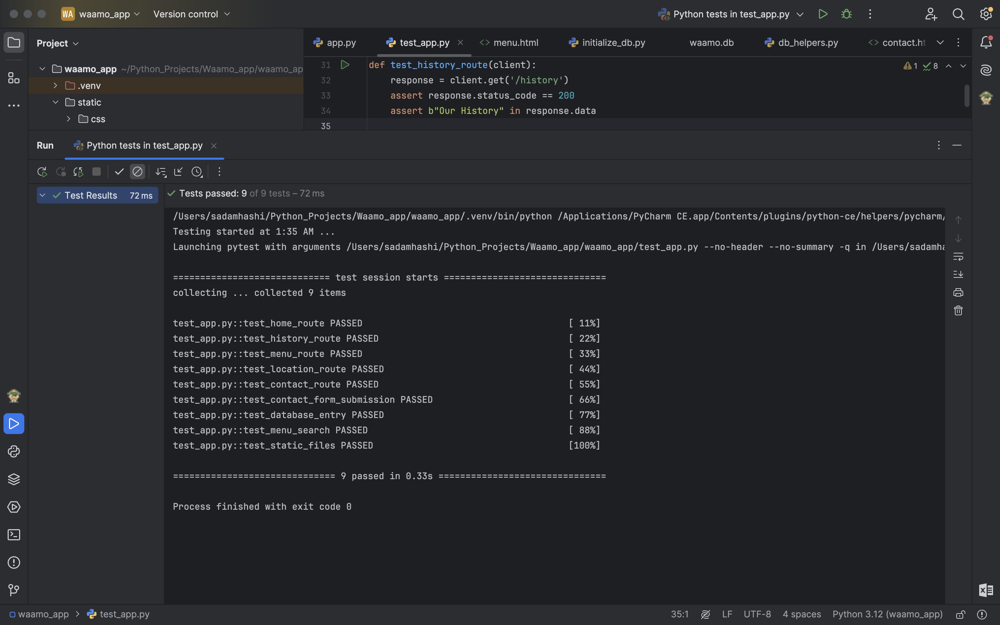 WA waamo_app Version control Python tests in test_app.py
Project
app.py test_app.py menu.html initialize_db.py waamo.db db_helpers.py contact.ht
waamo_app ~/Python_Projects/Waamo_app/waamo_ap
.venv
static
css
31 def test_history_route(client):
32 response = client.get('/history')
33 assert response.status_code == 200
34 assert b"Our History" in response.data
35
1 8
Run Python tests in test_app.py
Test Results 72 ms
Tests passed: 9 of 9 tests – 72 ms
/Users/sadamhashi/Python_Projects/Waamo_app/waamo_app/.venv/bin/python /Applications/PyCharm CE.app/Contents/plugins/python-ce/helpers/pycharm/
Testing started at 1:35 AM ...
Launching pytest with arguments /Users/sadamhashi/Python_Projects/Waamo_app/waamo_app/test_app.py --no-header --no-summary -q in /Users/sadamha
============================= test session starts ==============================
collecting ... collected 9 items
test_app.py::test_home_route PASSED [ 11%]
test_app.py::test_history_route PASSED [ 22%]
test_app.py::test_menu_route PASSED [ 33%]
test_app.py::test_location_route PASSED [ 44%]
test_app.py::test_contact_route PASSED [ 55%]
test_app.py::test_contact_form_submission PASSED [ 66%]
test_app.py::test_database_entry PASSED [ 77%]
test_app.py::test_menu_search PASSED [ 88%]
test_app.py::test_static_files PASSED [100%]
============================== 9 passed in 0.33s ===============================
Process finished with exit code 0
waamo_app test_app.py 35:1 LF UTF-8 4 spaces Python 3.12 (waamo_app)